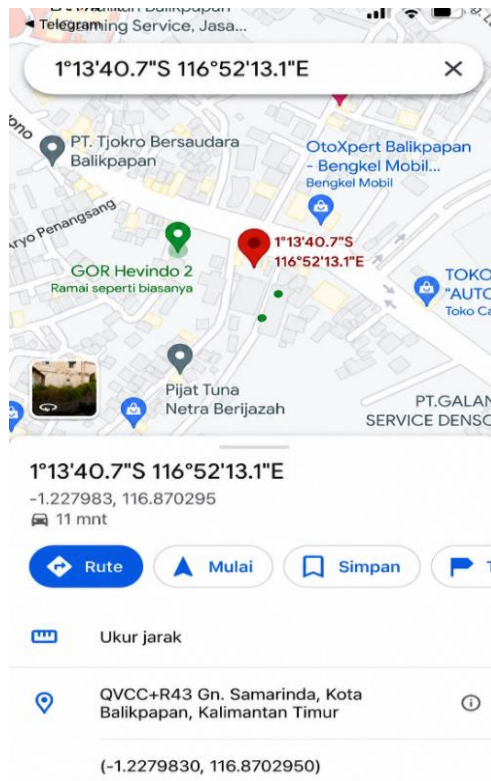 Telegram
ming Service, Jasa...
1°13'40.7"S 116°52'13.1"E
PT. Tjokro Bersaudara
Balikpapan
OtoXpert Balikpapan
- Bengkel Mobil...
Bengkel Mobil
ryo Penangsang
1°13'40.7"S
116°52'13.1"E
GOR Hevindo 2
Ramai seperti biasanya
TOKO
"AUTO
Toko Ca
Pijat Tuna
Netra Berijazah
PT.GALAN
SERVICE DENSO
1°13'40.7"S 116°52'13.1"E
-1.227983, 116.870295
11 mnt
Rute
Mulai
Simpan
Ukur jarak
QVCC+R43 Gn. Samarinda, Kota
Balikpapan, Kalimantan Timur
(-1.2279830, 116.8702950)